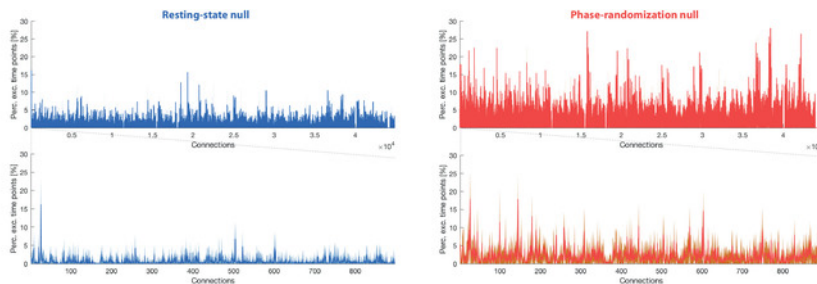 Resting-state null
Perc. exc. time points [%]
30
25
20
15
10
5
0
0.5 1 1.5 2 2.5 3 3.5 4
Connections
×10⁴
Perc. exc. time points [%]
30
25
20
15
10
5
0
100 200 300 400 500 600 700 800
Connections
Phase-randomization null
Perc. exc. time points [%]
30
25
20
15
10
5
0
0.5 1 1.5 2 2.5 3 3.5 4
Connections
×10⁴
Perc. exc. time points [%]
30
25
20
15
10
5
0
100 200 300 400 500 600 700 800
Connections